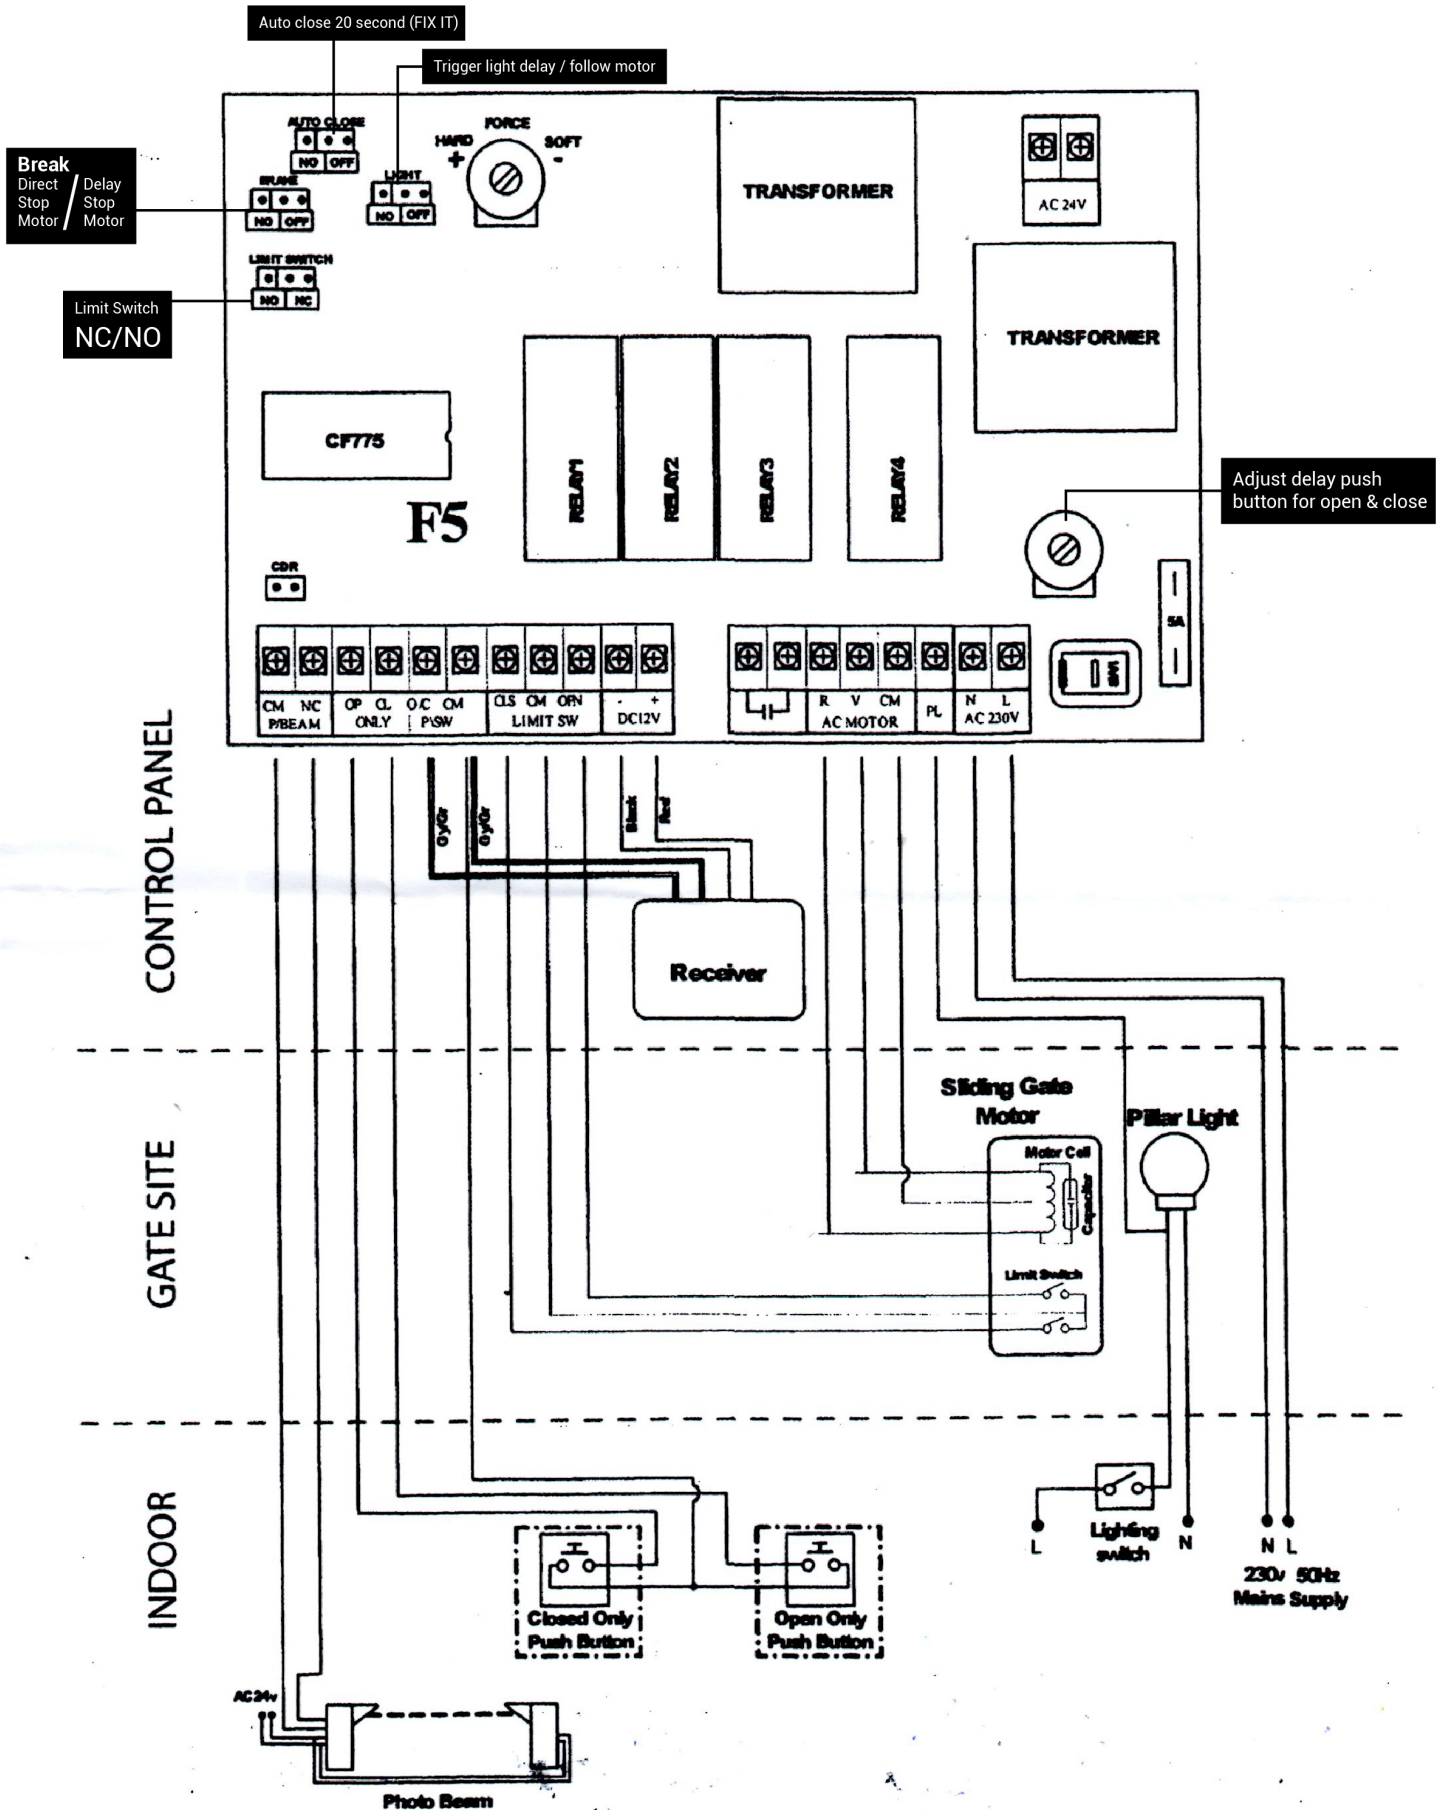 Auto close 20 second (FIX IT)
Trigger light delay / follow motor
AUTO CLOSE
NO OFF
FORCE
HARD
SOFT
+
-
TRANSFORMER
AC 24V
Break
Direct
Stop
Motor
/
Delay
Stop
Motor
BRAKE
NO OFF
LIGHT
NO OFF
LIMIT SWITCH
NO NC
Limit Switch
NC/NO
TRANSFORMER
CF775
F5
RELAY1
RELAY2
RELAY3
RELAY4
Adjust delay push
button for open & close
CDR
5A
CM NC OP CL O/C CM CLS CM OPN - +
P/BEAM ONLY P\SW LIMIT SW DC12V
R V CM PL N L
AC MOTOR AC 230V
CONTROL PANEL
Gy/Gr
Gy/Gr
Black
Red
Receiver
GATE SITE
Sliding Gate
Motor
Pillar Light
Motor Coil
Capacitor
Limit Switch
INDOOR
L
Lighting
switch
N
N L
230v 50Hz
Mains Supply
Closed Only
Push Button
Open Only
Push Button
AC24v
Photo Beam